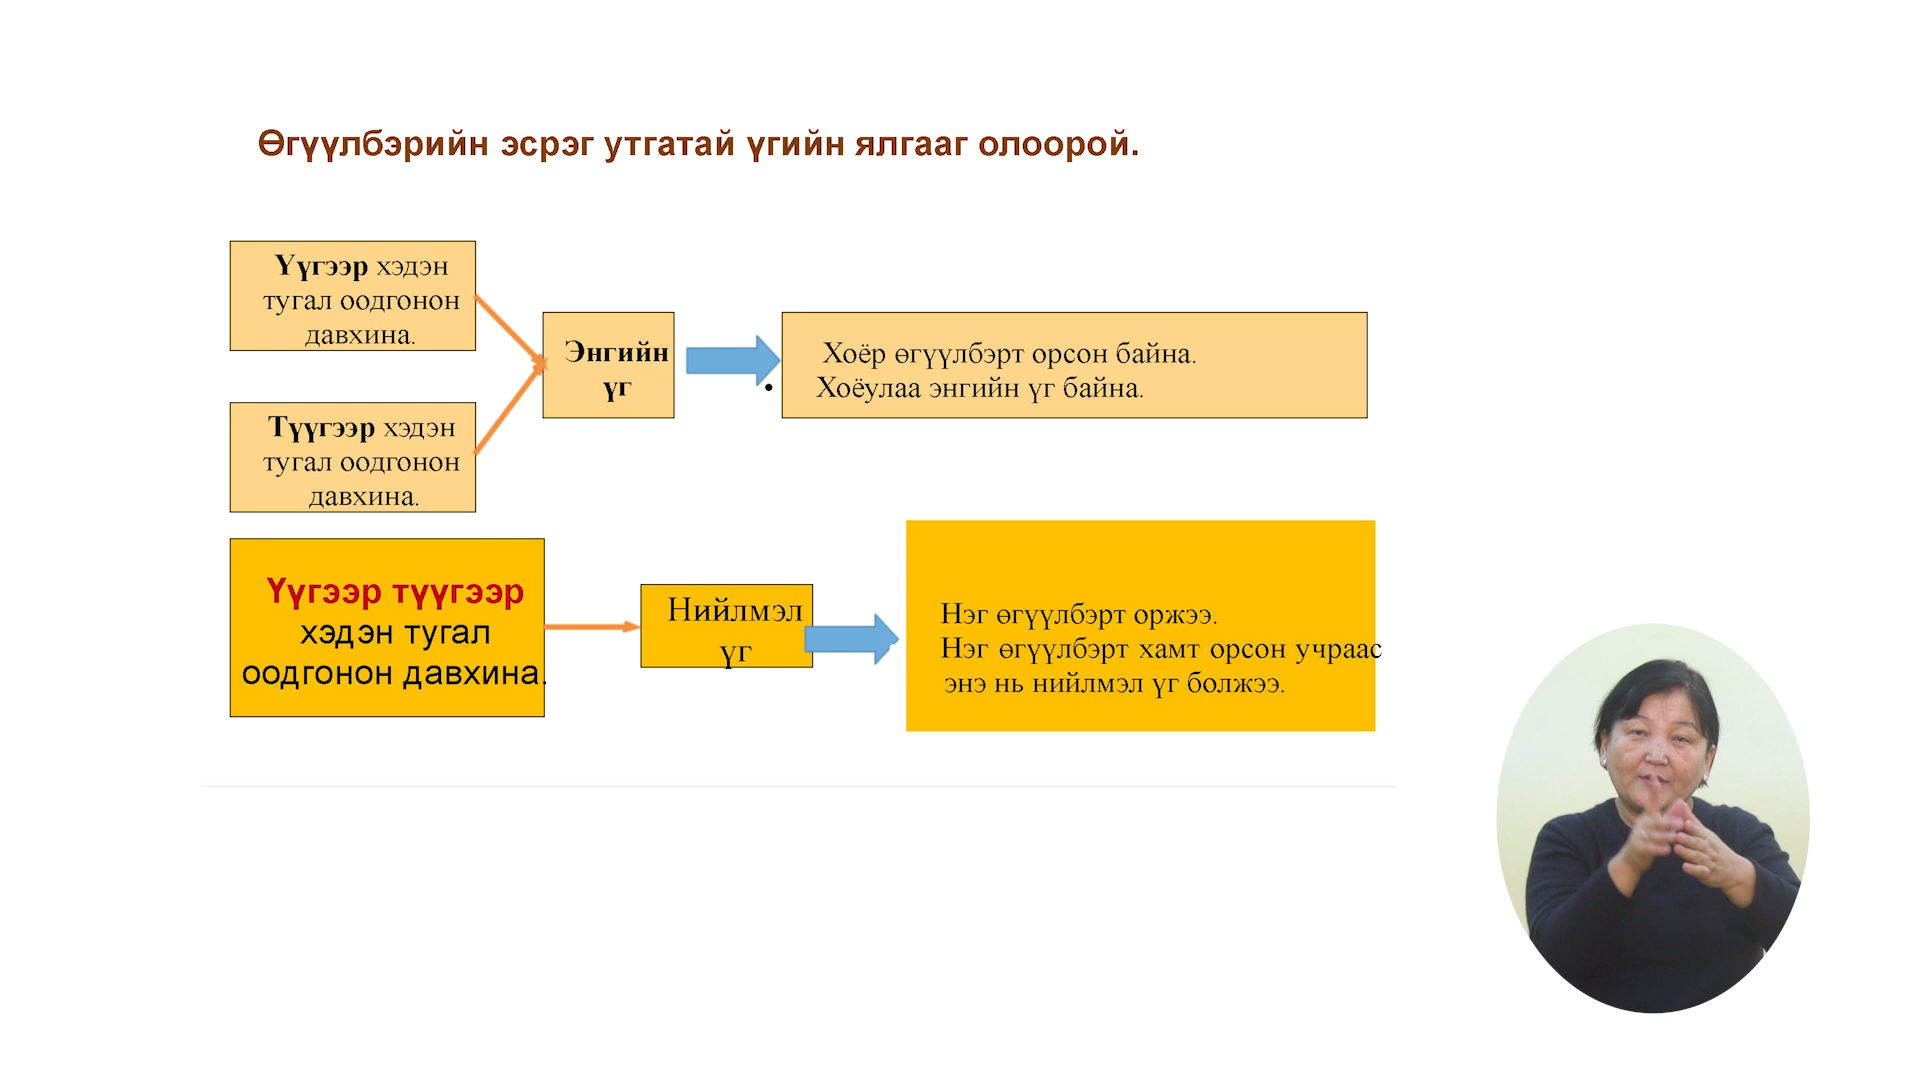 Өгүүлбэрийн эсрэг утгатай үгийн ялгааг олоорой.
Үүгээр хэдэн
тугал оодгонон
давхина.
Түүгээр хэдэн
тугал оодгонон
давхина.
Энгийн
үг
Хоёр өгүүлбэрт орсон байна.
• Хоёулаа энгийн үг байна.
Үүгээр түүгээр
хэдэн тугал
оодгонон давхина.
Нийлмэл
үг
Нэг өгүүлбэрт оржээ.
Нэг өгүүлбэрт хамт орсон учраас
энэ нь нийлмэл үг болжээ.